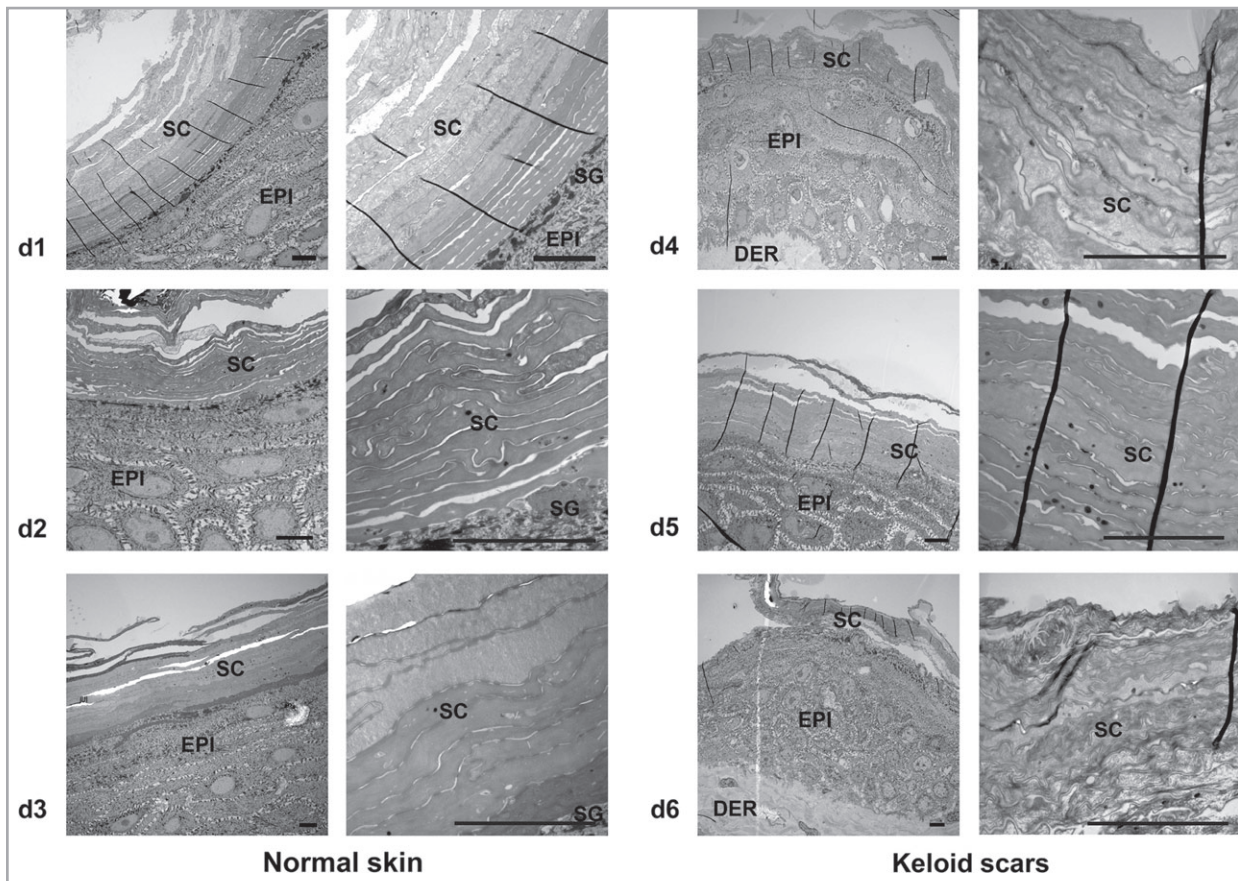 d1
SC
EPI
SC
SG
EPI
d4
SC
EPI
DER
SC
d2
SC
EPI
SC
SG
d5
SC
EPI
SC
d3
SC
EPI
SC
SG
d6
SC
EPI
DER
SC
Normal skin
Keloid scars